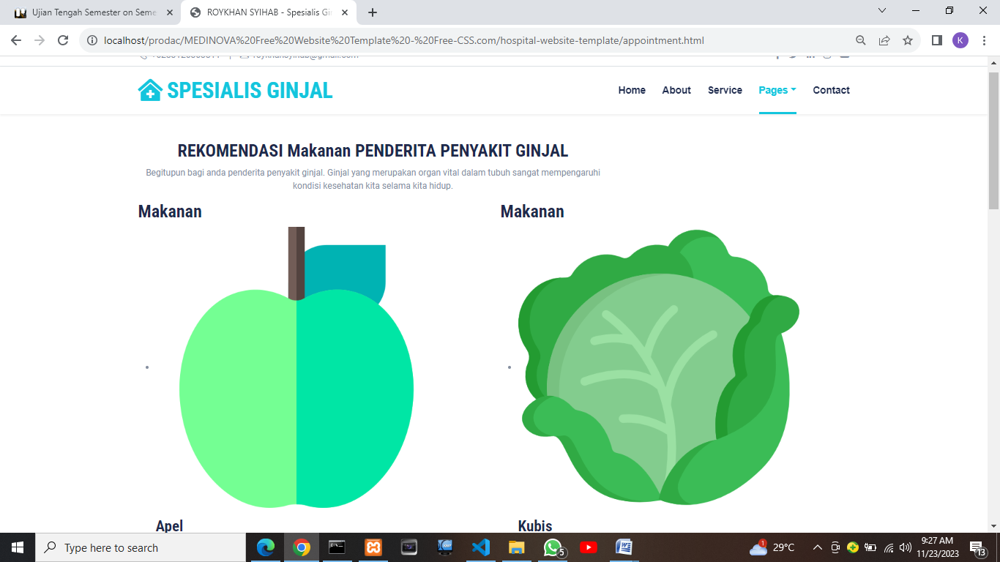 Ujian Tengah Semester on Seme
ROYKHAN SYIHAB - Spesialis Gi
localhost/prodac/MEDINOVA%20Free%20Website%20Template%20-%20Free-CSS.com/hospital-website-template/appointment.html
K
SPESIALIS GINJAL
Home About Service Pages Contact
REKOMENDASI Makanan PENDERITA PENYAKIT GINJAL
Begitupun bagi anda penderita penyakit ginjal. Ginjal yang merupakan organ vital dalam tubuh sangat mempengaruhi
kondisi kesehatan kita selama kita hidup.
Makanan
Makanan
Apel
Kubis
Type here to search
5
1
29°C
9:27 AM
11/23/2023
13